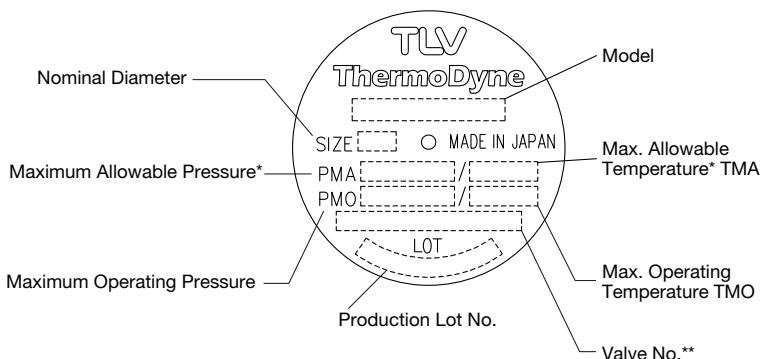 TLV
ThermoDyne
Model
Nominal Diameter
SIZE
MADE IN JAPAN
Maximum Allowable Pressure*
PMA
/
Max. Allowable
Temperature* TMA
PMO
/
LOT
Maximum Operating Pressure
Max. Operating
Temperature TMO
Production Lot No.
Valve No.**